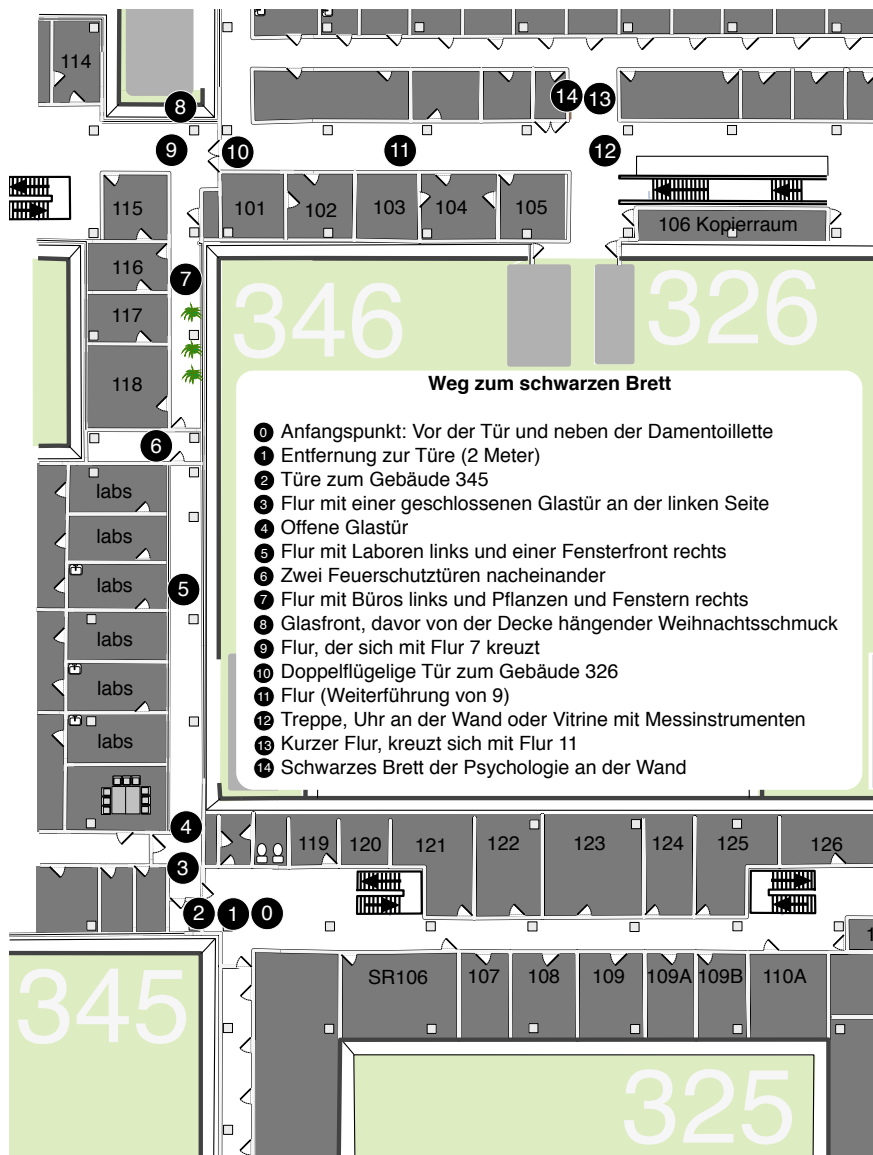 114
8
14
13
9
10
11
12
115
101
102
103
104
105
106 Kopierraum
116
7
346
326
117
118
6
Weg zum schwarzen Brett
0 Anfangspunkt: Vor der Tür und neben der Damentoillette
1 Entfernung zur Türe (2 Meter)
2 Türe zum Gebäude 345
3 Flur mit einer geschlossenen Glastür an der linken Seite
4 Offene Glastür
5 Flur mit Laboren links und einer Fensterfront rechts
6 Zwei Feuerschutztüren nacheinander
7 Flur mit Büros links und Pflanzen und Fenstern rechts
8 Glasfront, davor von der Decke hängender Weihnachtsschmuck
9 Flur, der sich mit Flur 7 kreuzt
10 Doppelflügelige Tür zum Gebäude 326
11 Flur (Weiterführung von 9)
12 Treppe, Uhr an der Wand oder Vitrine mit Messinstrumenten
13 Kurzer Flur, kreuzt sich mit Flur 11
14 Schwarzes Brett der Psychologie an der Wand
labs
labs
labs
5
labs
labs
labs
4
3
119
120
121
122
123
124
125
126
2
1
0
345
SR106
107
108
109
109A
109B
110A
325